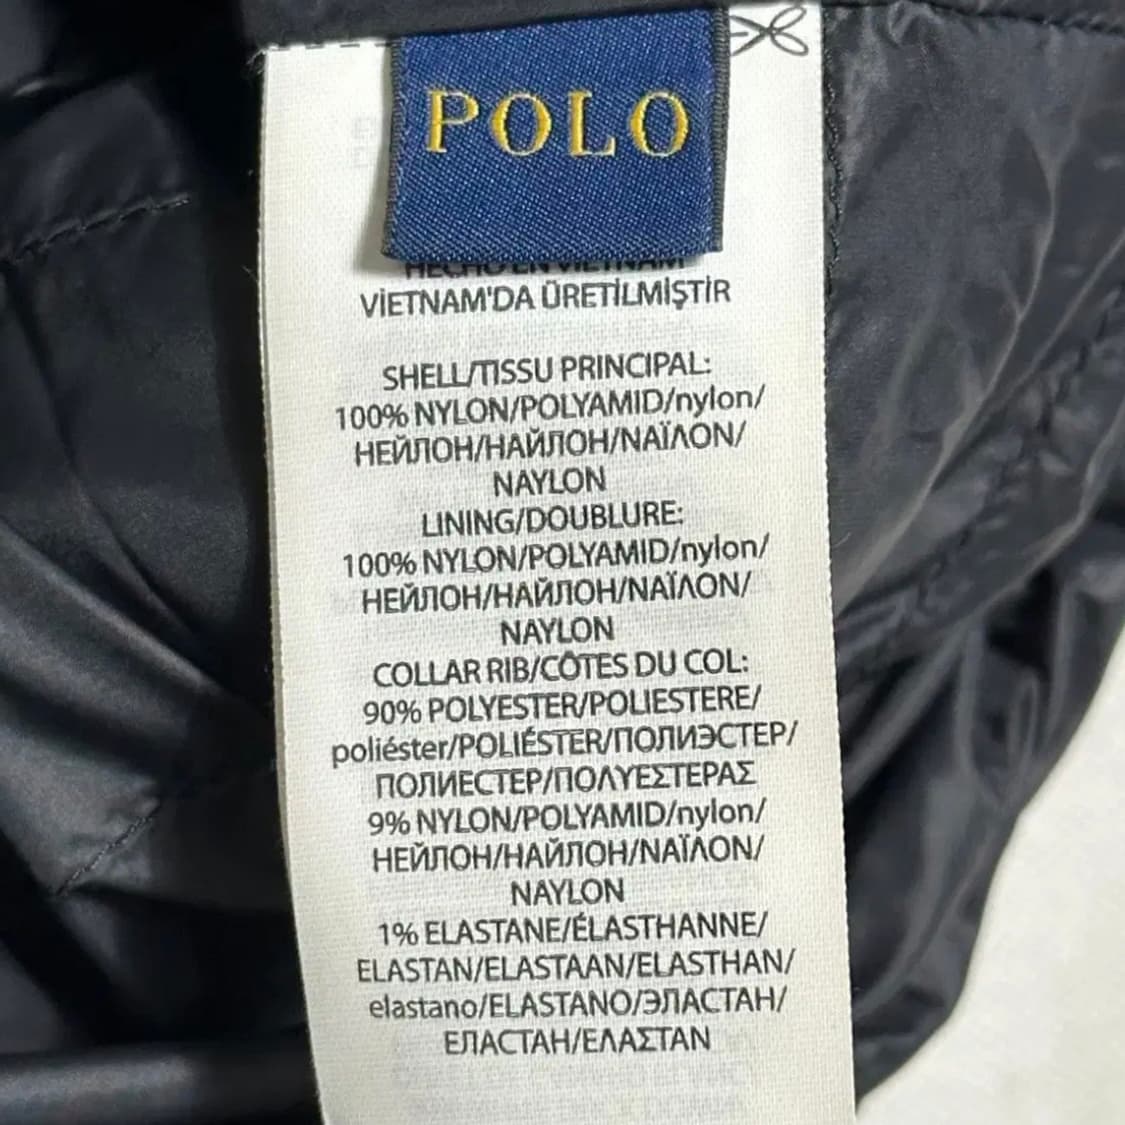 POLO
HECHO EN VIETNAM
VİETNAM'DA ÜRETİLMİŞTİR
SHELL/TISSU PRINCIPAL:
100% NYLON/POLYAMID/nylon/
НЕЙЛОН/НАЙЛОН/ΝΑΪΛΟΝ/
NAYLON
LINING/DOUBLURE:
100% NYLON/POLYAMID/nylon/
НЕЙЛОН/НАЙЛОН/ΝΑΪΛΟΝ/
NAYLON
COLLAR RIB/CÔTES DU COL:
90% POLYESTER/POLIESTERE/
poliéster/POLIÉSTER/ПОЛИЭСТЕР/
ПОЛИЕСТЕР/ΠΟΛΥΕΣΤΕΡΑΣ
9% NYLON/POLYAMID/nylon/
НЕЙЛОН/НАЙЛОН/ΝΑΪΛΟΝ/
NAYLON
1% ELASTANE/ÉLASTHANNE/
ELASTAN/ELASTAAN/ELASTHAN/
elastano/ELASTANO/ЭЛАСТАН/
ЕЛАСТАН/ΕΛΑΣΤΑΝ